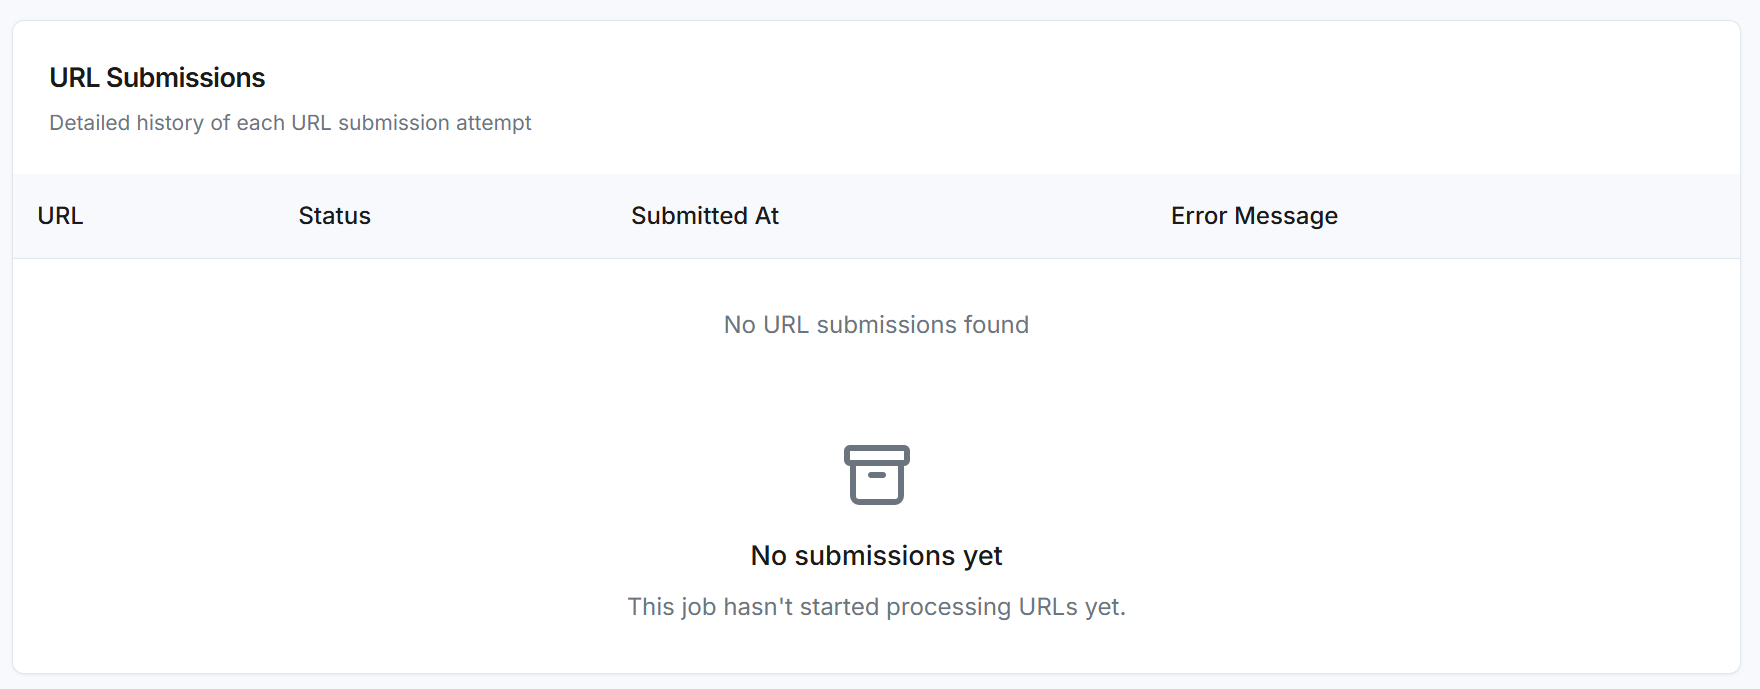 URL Submissions
Detailed history of each URL submission attempt
URL Status Submitted At Error Message
No URL submissions found
No submissions yet
This job hasn't started processing URLs yet.